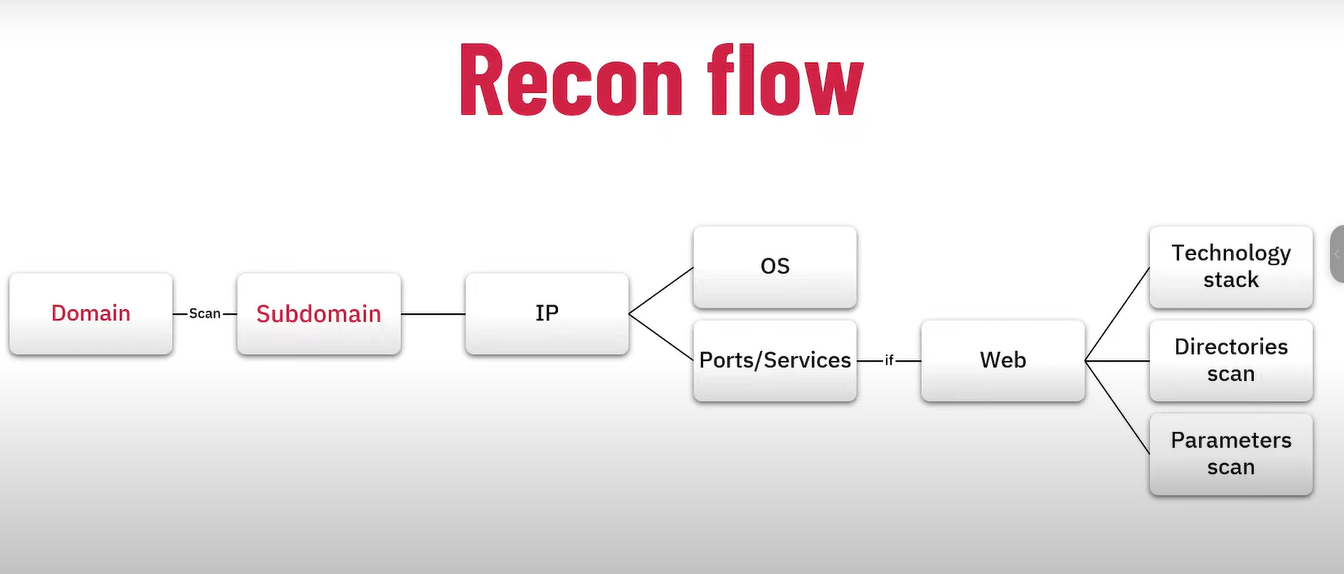 Recon flow
Domain
Scan
Subdomain
IP
OS
Ports/Services
if
Web
Technology
stack
Directories
scan
Parameters
scan